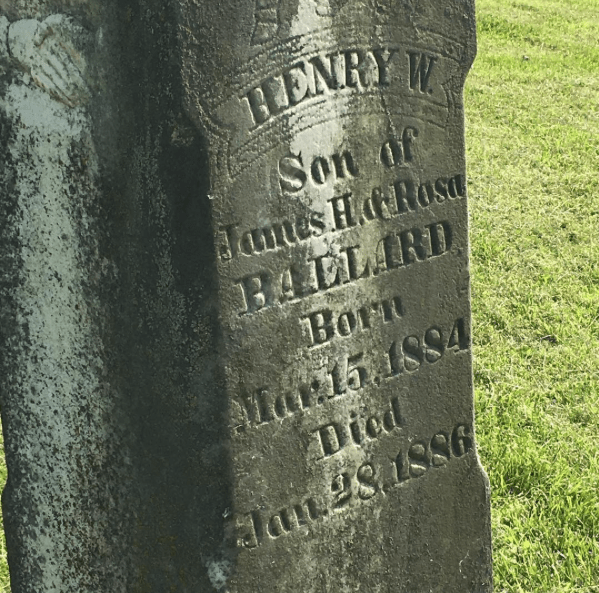 HENRY W.
Son of
James H. & Rosa
BALLARD
Born
Mar. 15, 1884
Died
Jan. 28, 1886